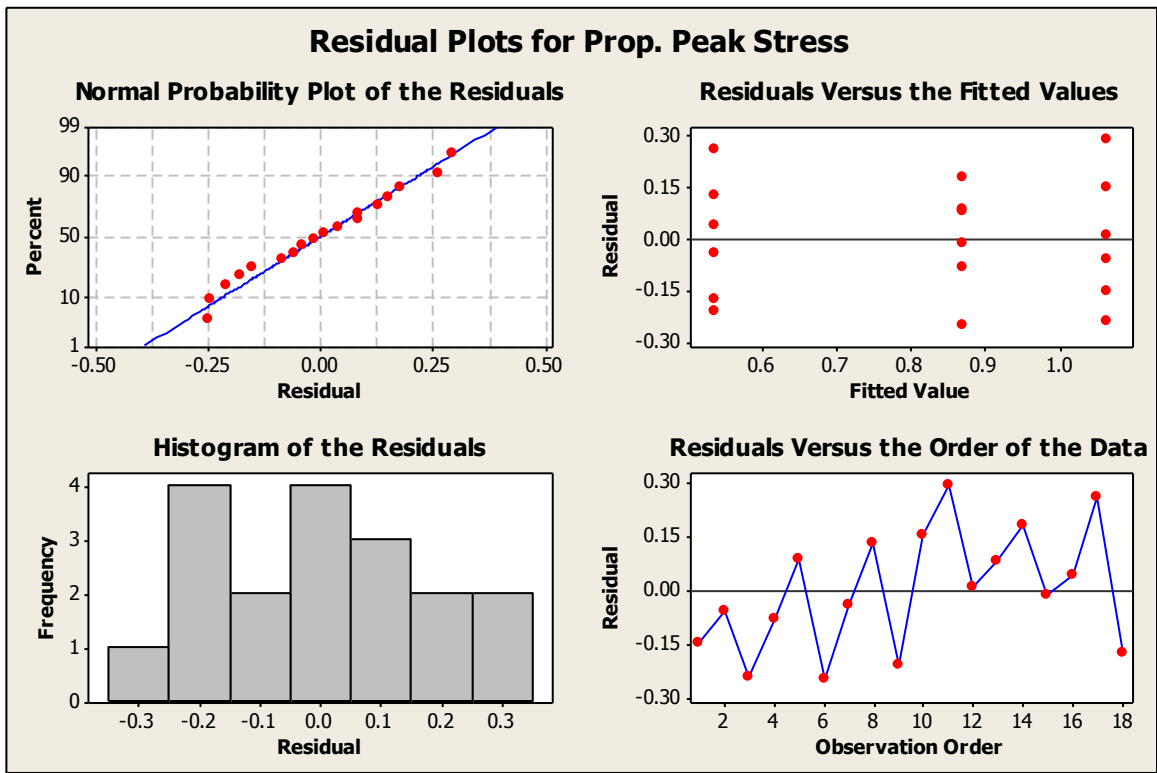 Residual Plots for Prop. Peak Stress
Normal Probability Plot of the Residuals
99
90
50
10
1
Percent
-0.50 -0.25 0.00 0.25 0.50
Residual
Residuals Versus the Fitted Values
0.30
0.15
0.00
-0.15
-0.30
Residual
0.6 0.7 0.8 0.9 1.0
Fitted Value
Histogram of the Residuals
4
3
2
1
0
Frequency
-0.3 -0.2 -0.1 0.0 0.1 0.2 0.3
Residual
Residuals Versus the Order of the Data
0.30
0.15
0.00
-0.15
-0.30
Residual
2 4 6 8 10 12 14 16 18
Observation Order